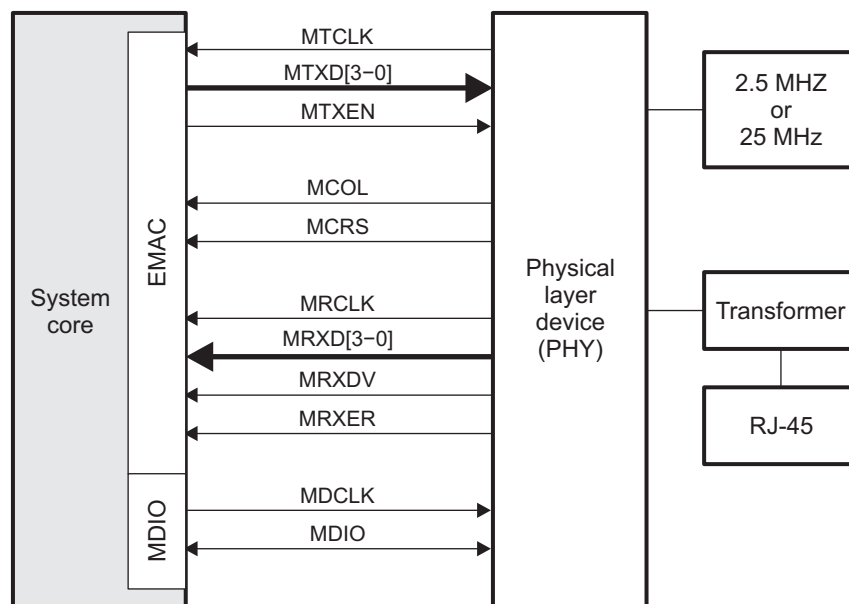 System
core
EMAC
MDIO
MTCLK
MTXD[3−0]
MTXEN
MCOL
MCRS
MRCLK
MRXD[3−0]
MRXDV
MRXER
MDCLK
MDIO
Physical
layer
device
(PHY)
2.5 MHZ
or
25 MHz
Transformer
RJ-45